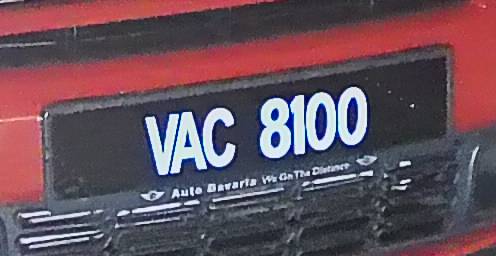 VAC 8100
Auto Bavaria We Go The Distance